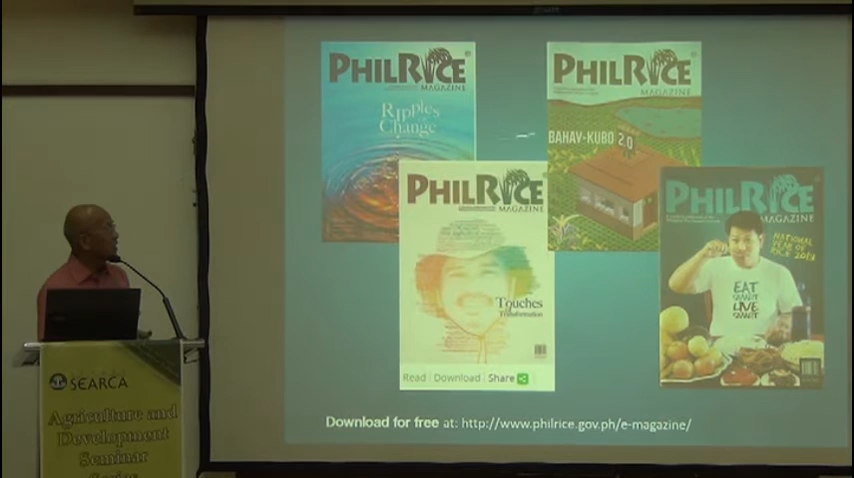 PHILRICE
MAGAZINE
Ripples
Change
PHILRICE
MAGAZINE
BAHAY-KUBO 2.0
PHILRICE
MAGAZINE
Touches
Transformation
Read | Download | Share
PHILRICE
MAGAZINE
NATIONAL
YEAR OF
RICE 2013
EAT
SMART
LIVE
SMART
Download for free at: http://www.philrice.gov.ph/e-magazine/
SEARCA
Agriculture and
Development
Seminar
Series